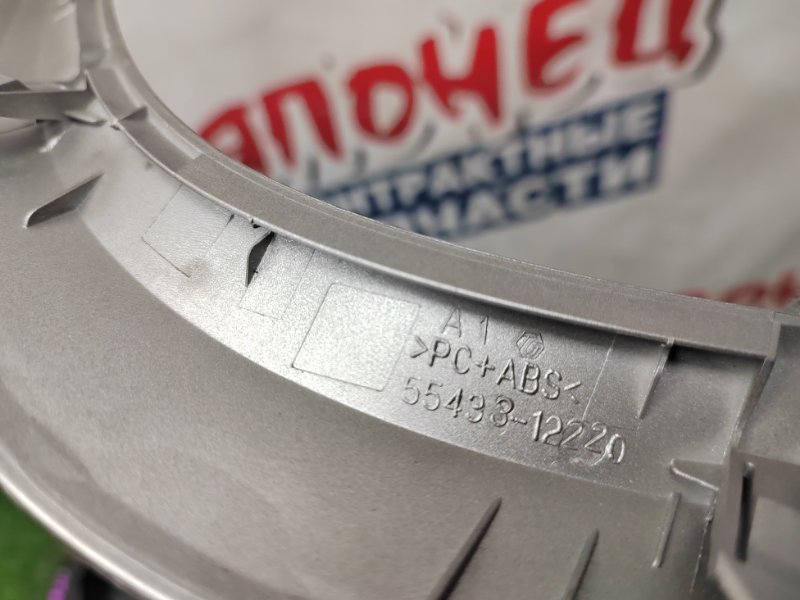 ЯПОНЕЦ
КОНТРАКТНЫЕ
ЗАПЧАСТИ
A1
>PC+ABS<
55433-12220